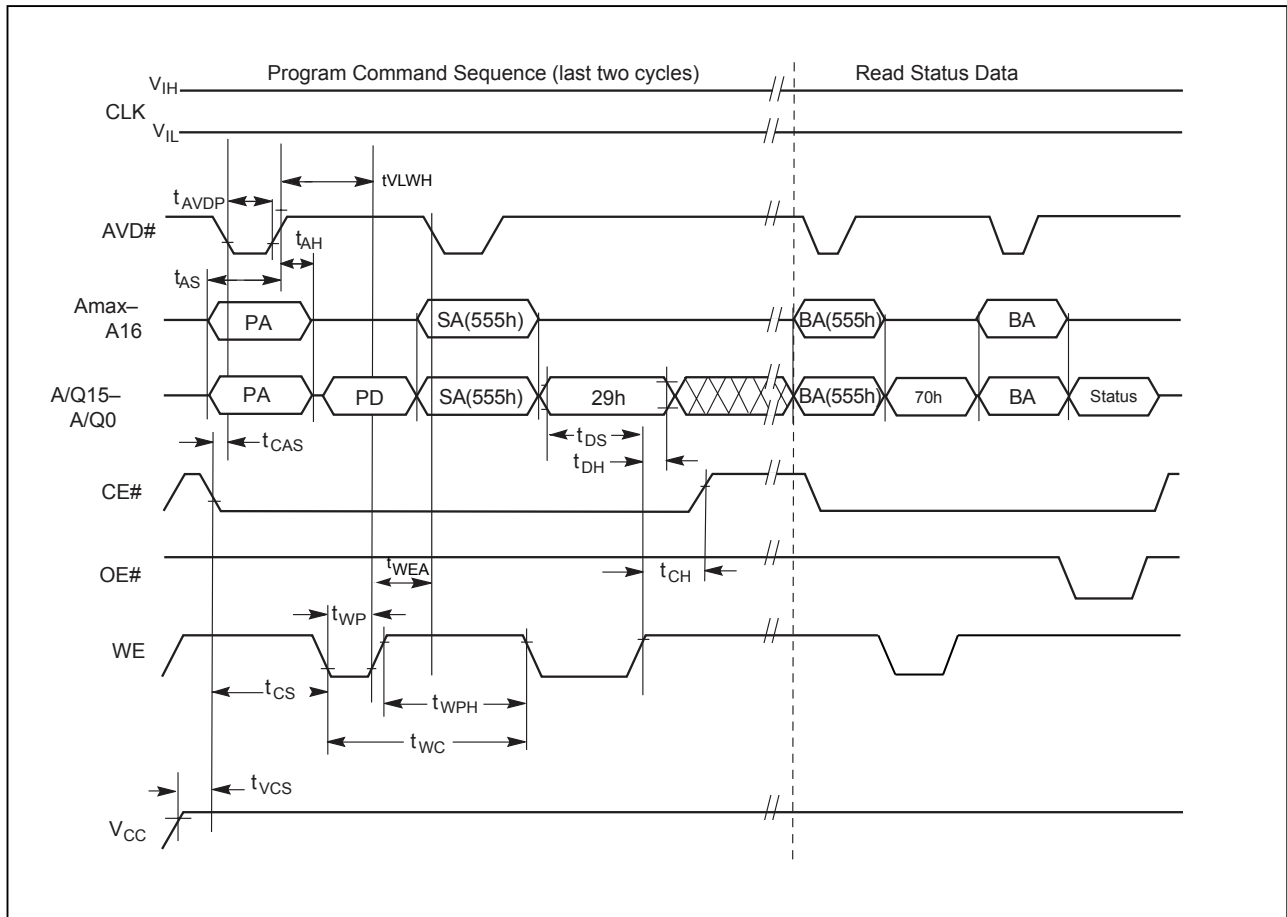 Program Command Sequence (last two cycles) Read Status Data
VIH
CLK
VIL
tVLWH
tAVDP
AVD#
tAH
tAS
Amax–
A16
PA SA(555h) BA(555h) BA
A/Q15–
A/Q0
PA PD SA(555h) 29h BA(555h) 70h BA Status
tCAS
tDS
tDH
CE#
OE#
tWEA
tCH
tWP
WE
tCS
tWPH
tWC
tVCS
VCC